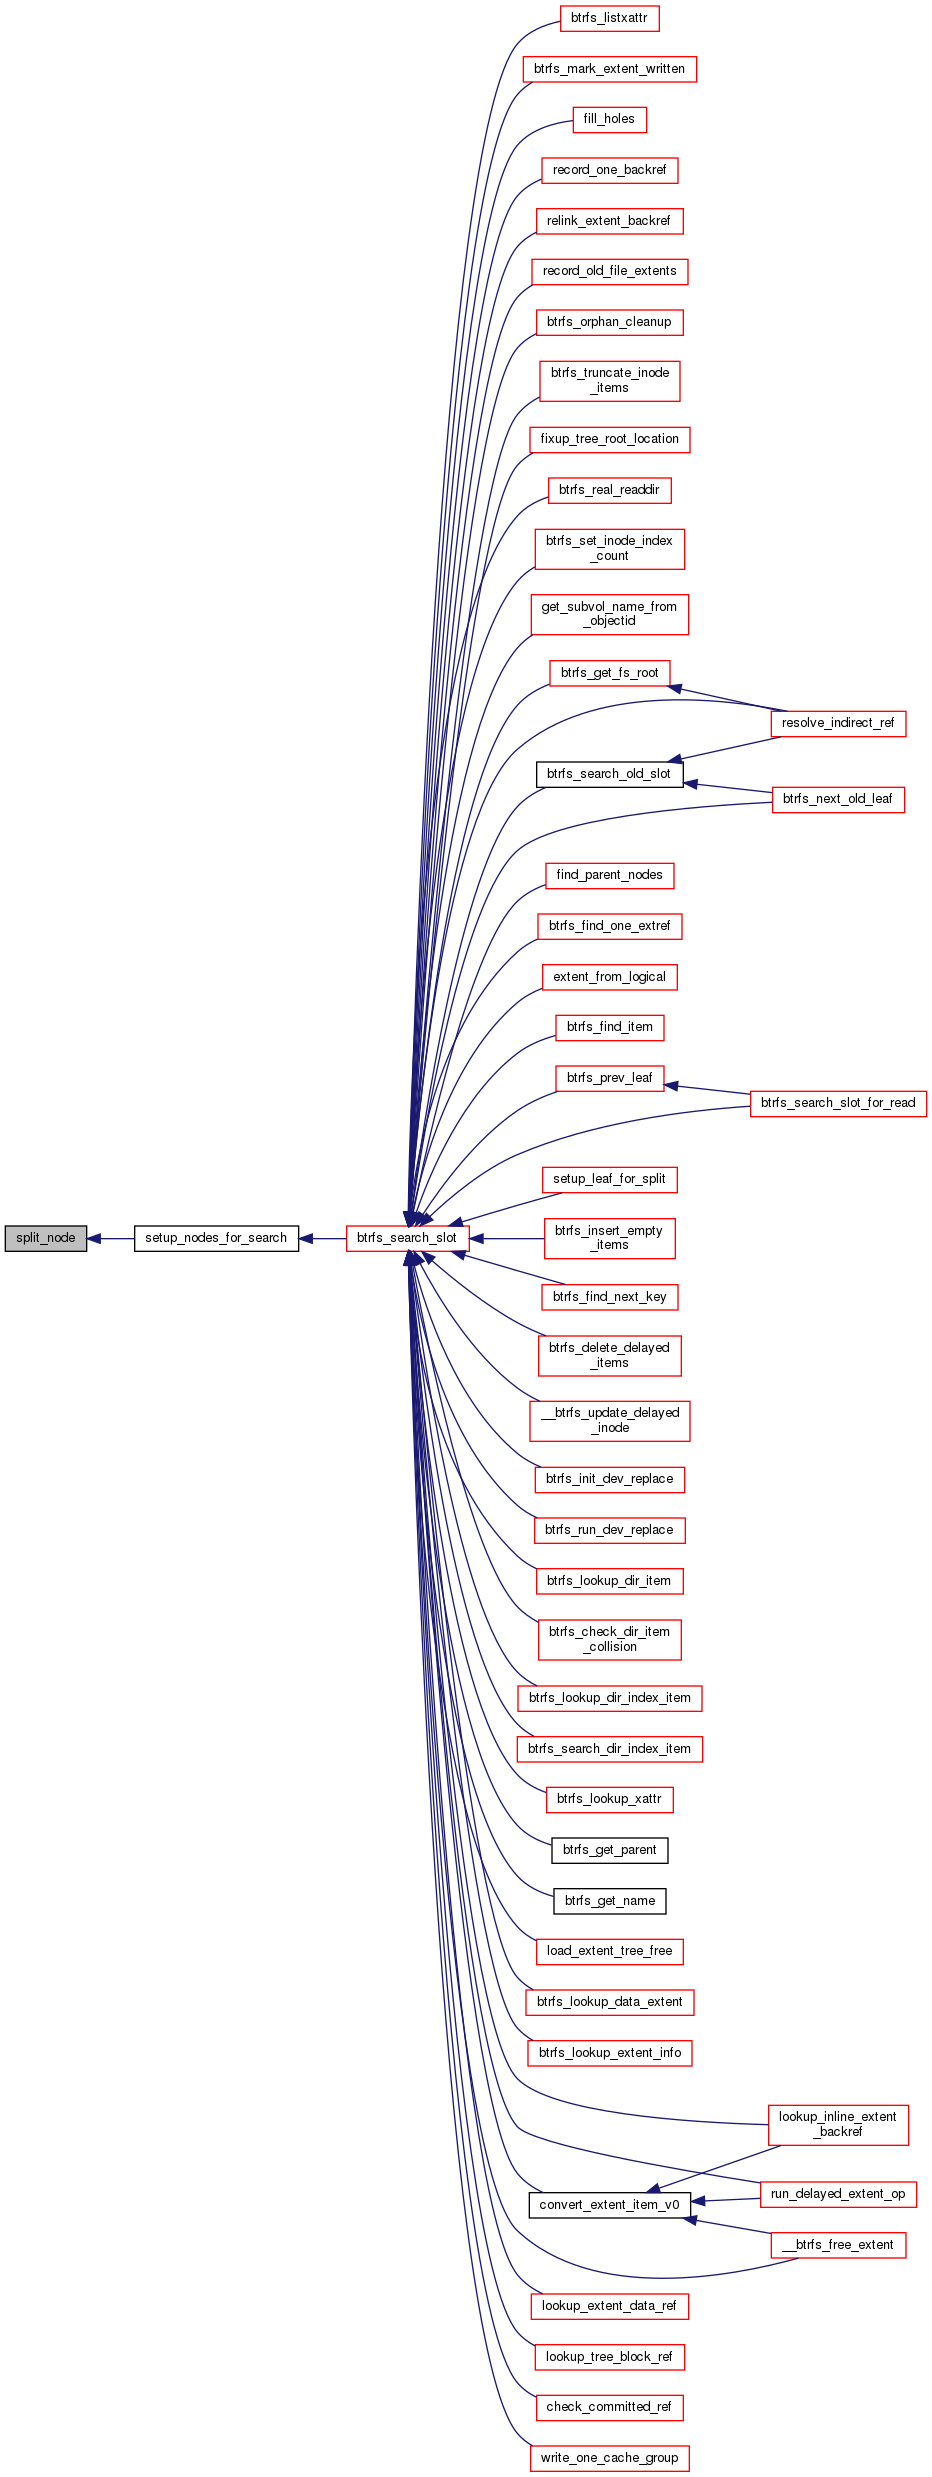 btrfs_listxattr
btrfs_mark_extent_written
fill_holes
record_one_backref
relink_extent_backref
record_old_file_extents
btrfs_orphan_cleanup
btrfs_truncate_inode
_items
fixup_tree_root_location
btrfs_real_readdir
btrfs_set_inode_index
_count
get_subvol_name_from
_objectid
btrfs_get_fs_root
resolve_indirect_ref
btrfs_search_old_slot
btrfs_next_old_leaf
find_parent_nodes
btrfs_find_one_extref
extent_from_logical
btrfs_find_item
btrfs_prev_leaf
btrfs_search_slot_for_read
setup_leaf_for_split
split_node
setup_nodes_for_search
btrfs_search_slot
btrfs_insert_empty
_items
btrfs_find_next_key
btrfs_delete_delayed
_items
__btrfs_update_delayed
_inode
btrfs_init_dev_replace
btrfs_run_dev_replace
btrfs_lookup_dir_item
btrfs_check_dir_item
_collision
btrfs_lookup_dir_index_item
btrfs_search_dir_index_item
btrfs_lookup_xattr
btrfs_get_parent
btrfs_get_name
load_extent_tree_free
btrfs_lookup_data_extent
btrfs_lookup_extent_info
lookup_inline_extent
_backref
run_delayed_extent_op
convert_extent_item_v0
__btrfs_free_extent
lookup_extent_data_ref
lookup_tree_block_ref
check_committed_ref
write_one_cache_group